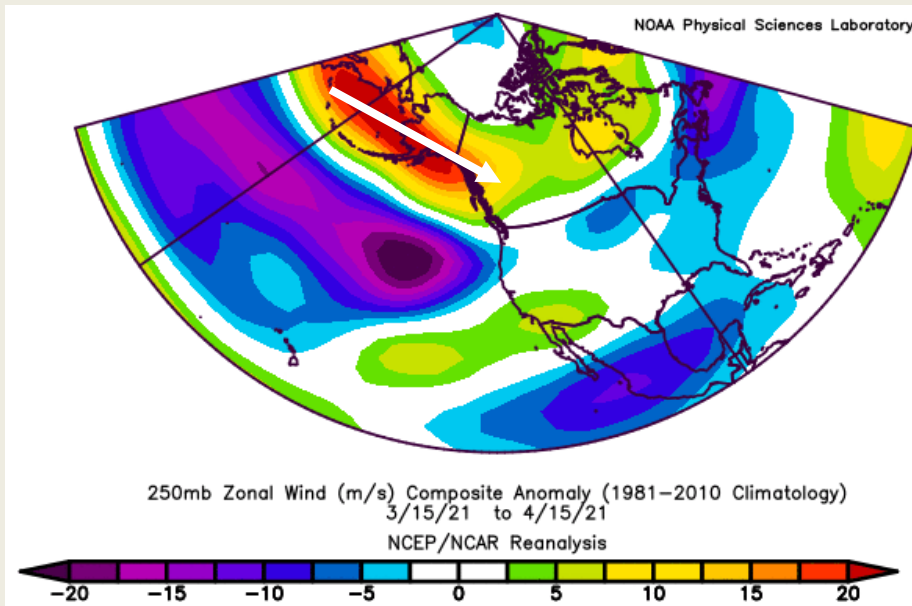 NOAA Physical Sciences Laboratory
250mb Zonal Wind (m/s) Composite Anomaly (1981−2010 Climatology)
3/15/21 to 4/15/21
NCEP/NCAR Reanalysis
−20 −15 −10 −5 0 5 10 15 20